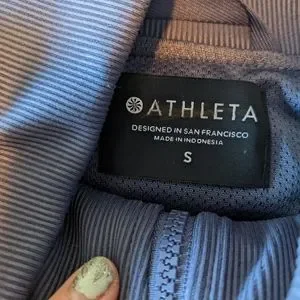 ATHLETA
DESIGNED IN SAN FRANCISCO
MADE IN INDONESIA
S